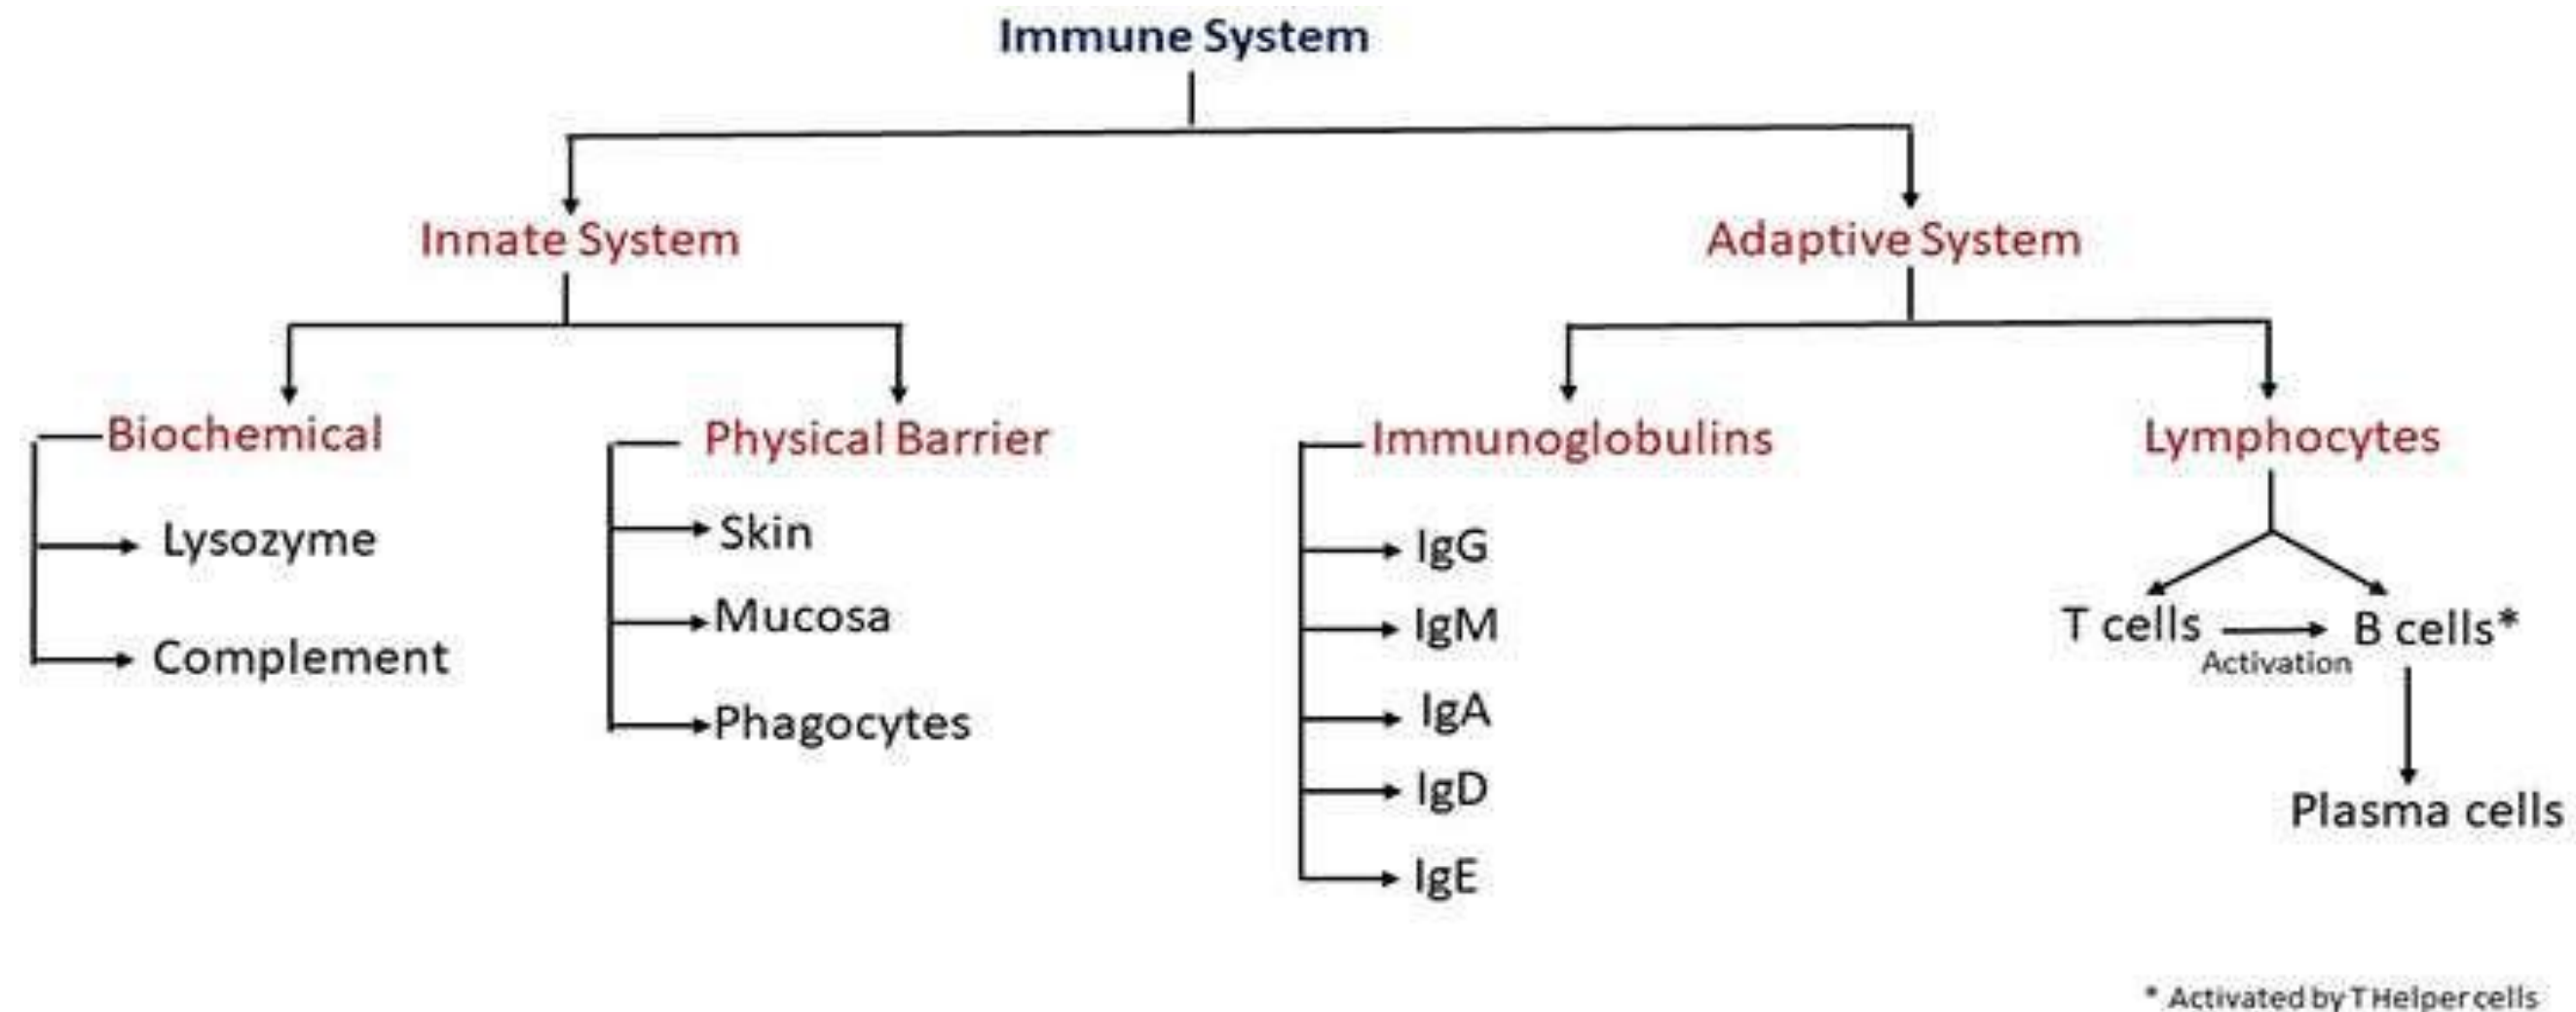 Immune System
Innate System
Adaptive System
Biochemical
Physical Barrier
Immunoglobulins
Lymphocytes
Lysozyme
Complement
Skin
Mucosa
Phagocytes
IgG
IgM
IgA
IgD
IgE
T cells
Activation
B cells*
Plasma cells
* Activated by T Helper cells